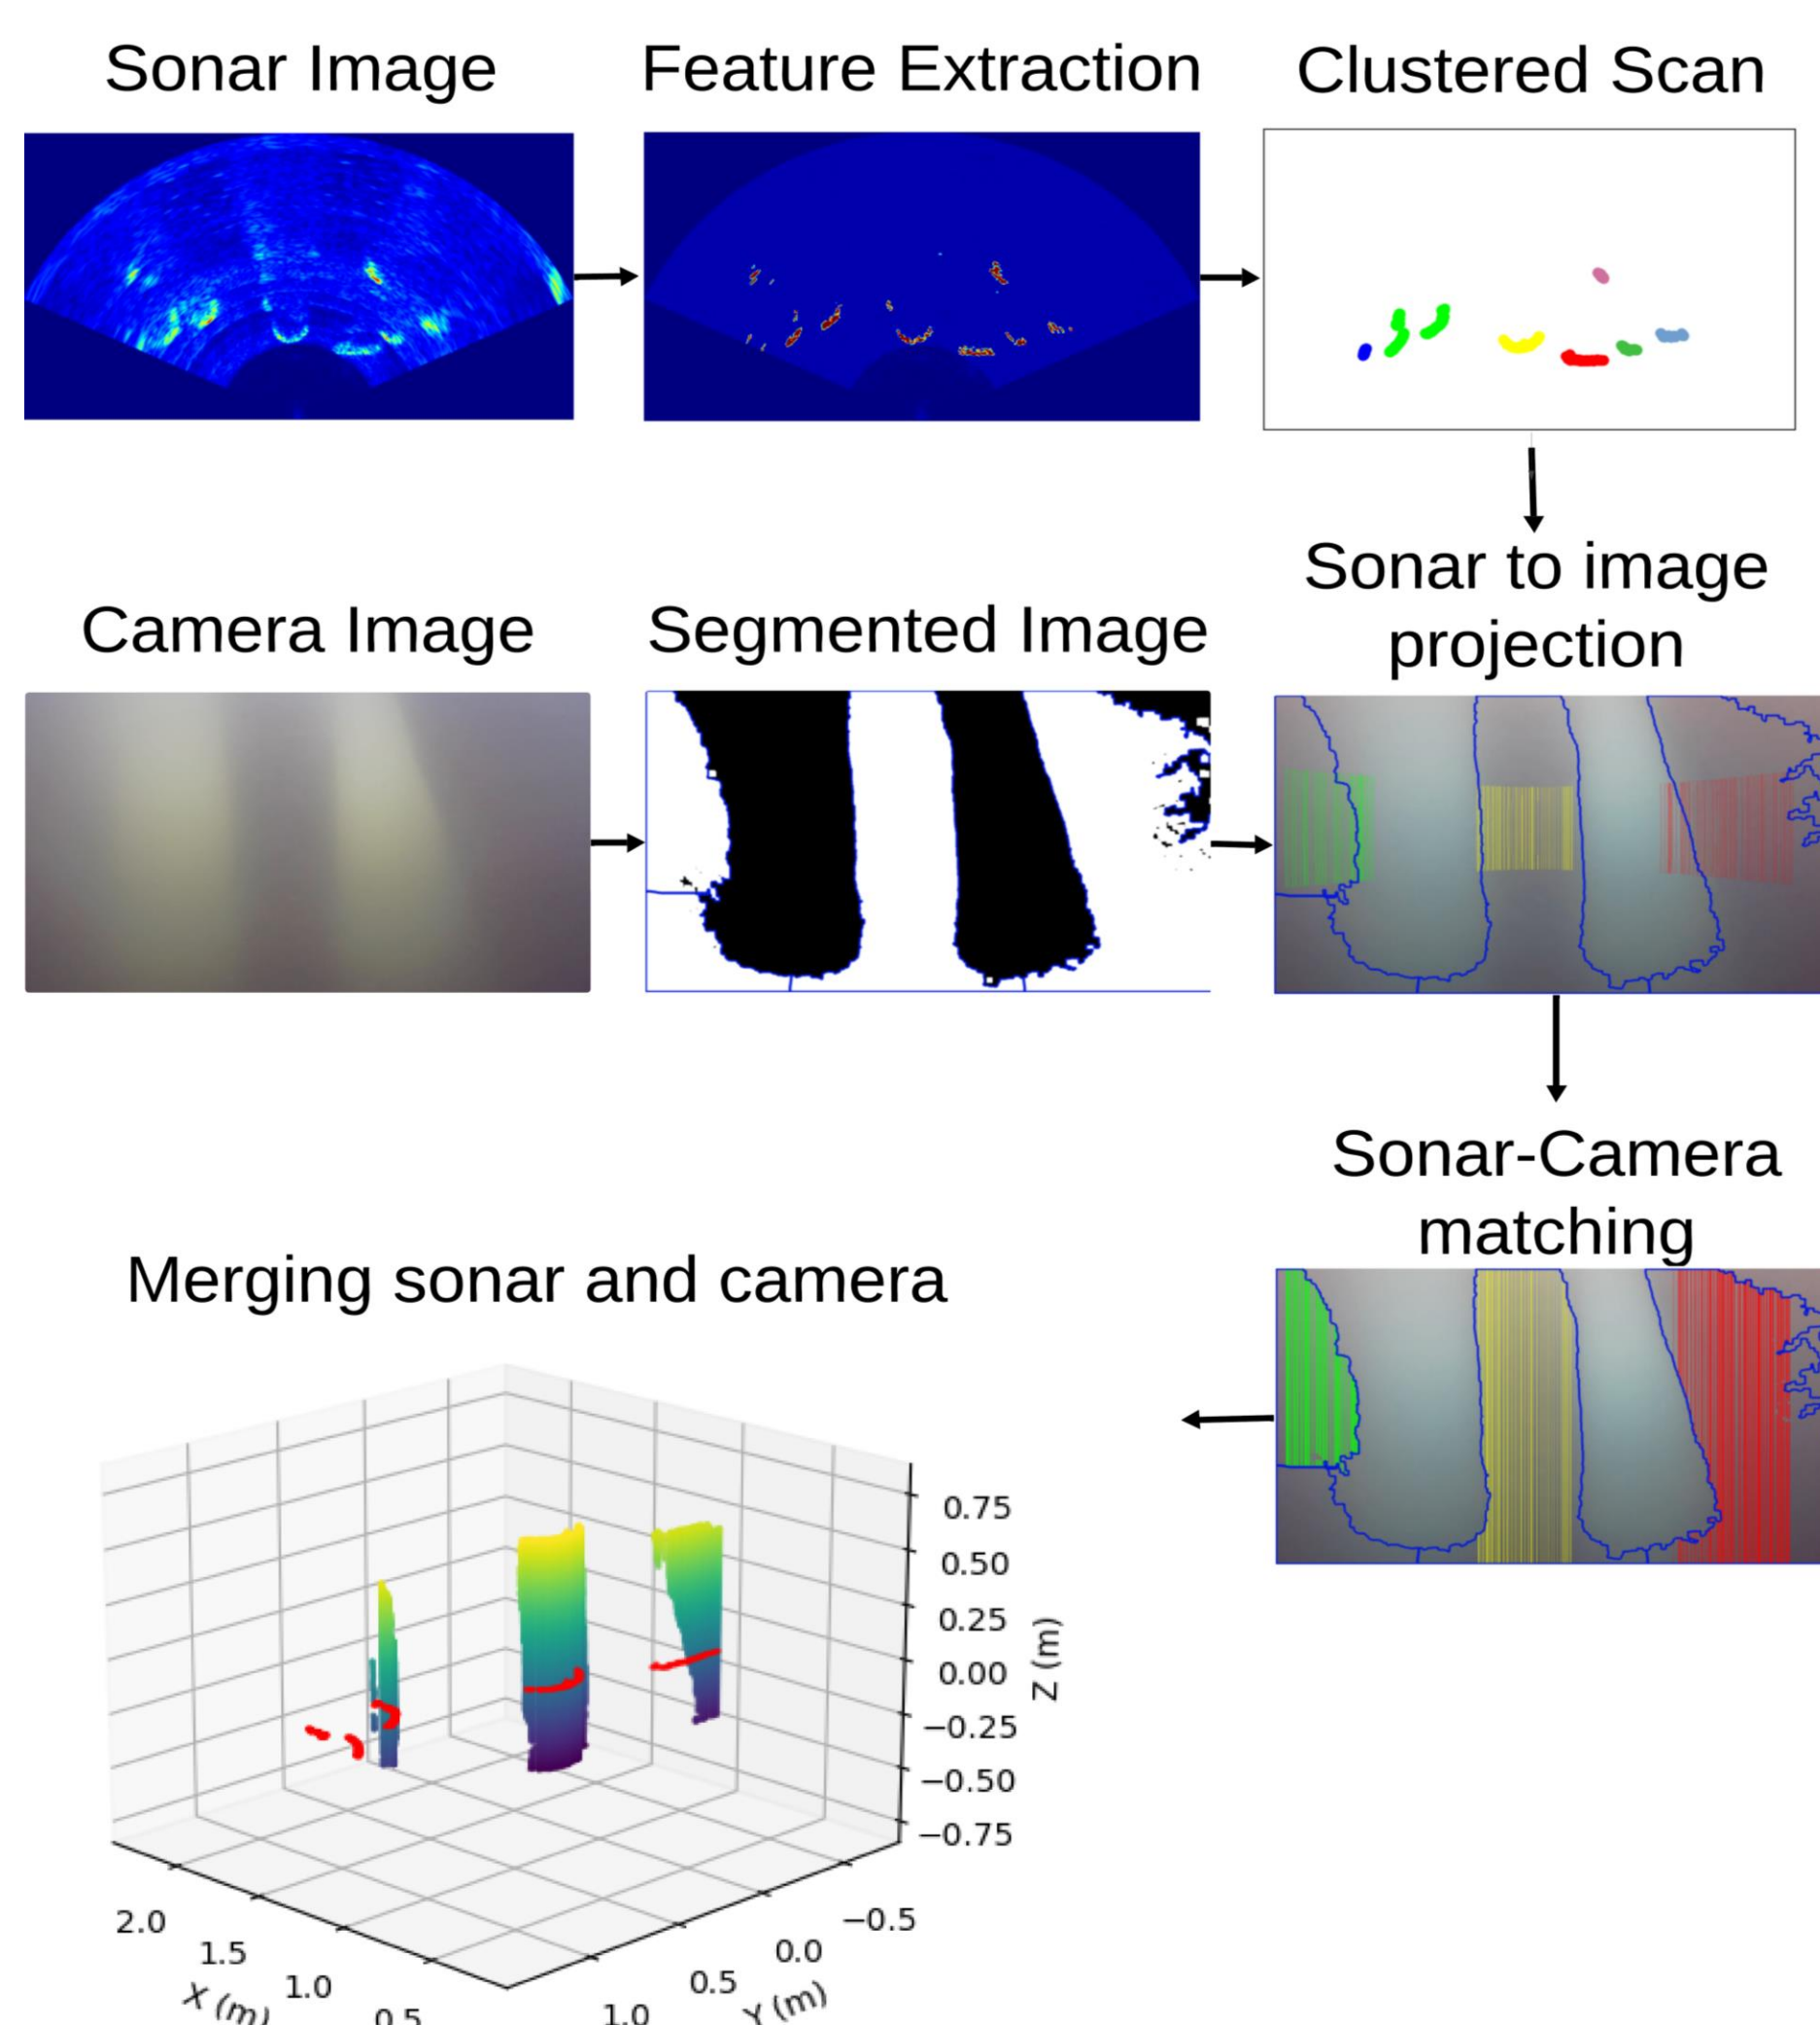 Sonar Image
Feature Extraction
Clustered Scan
Sonar to image
projection
Camera Image
Segmented Image
Sonar-Camera
matching
Merging sonar and camera
0.75
0.50
0.25
0.00
−0.25
−0.50
−0.75
Z (m)
2.0
1.5
1.0
0.5
X (m)
−0.5
0.0
0.5
1.0
Y (m)